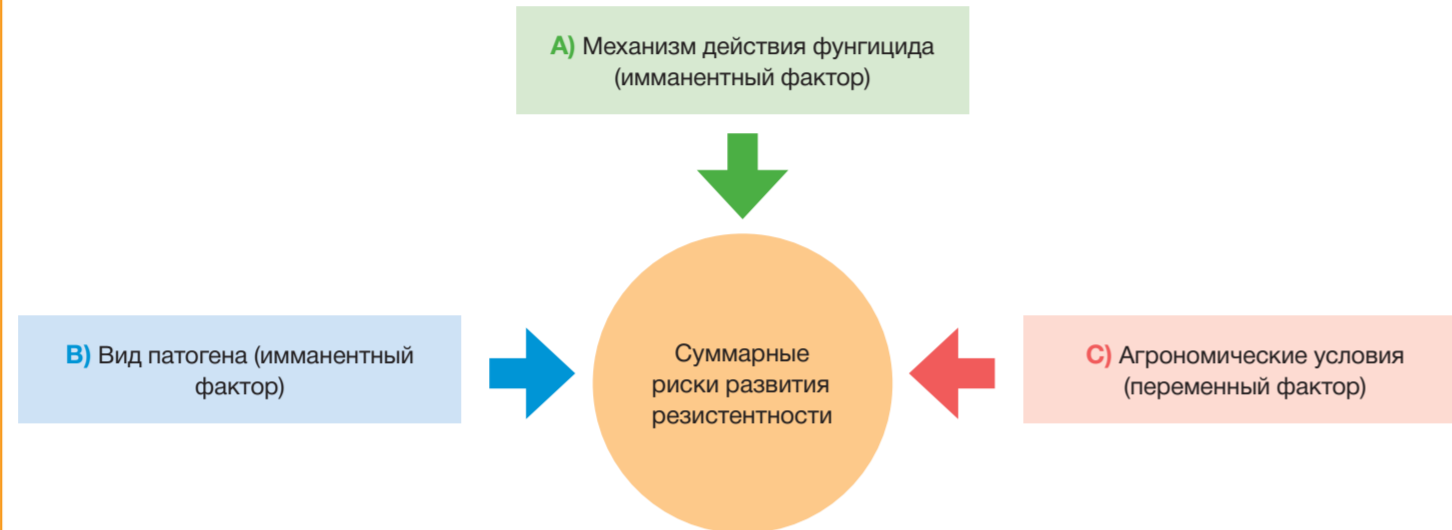 A) Механизм действия фунгицида
(имманентный фактор)
B) Вид патогена (имманентный
фактор)
Суммарные
риски развития
резистентности
C) Агрономические условия
(переменный фактор)